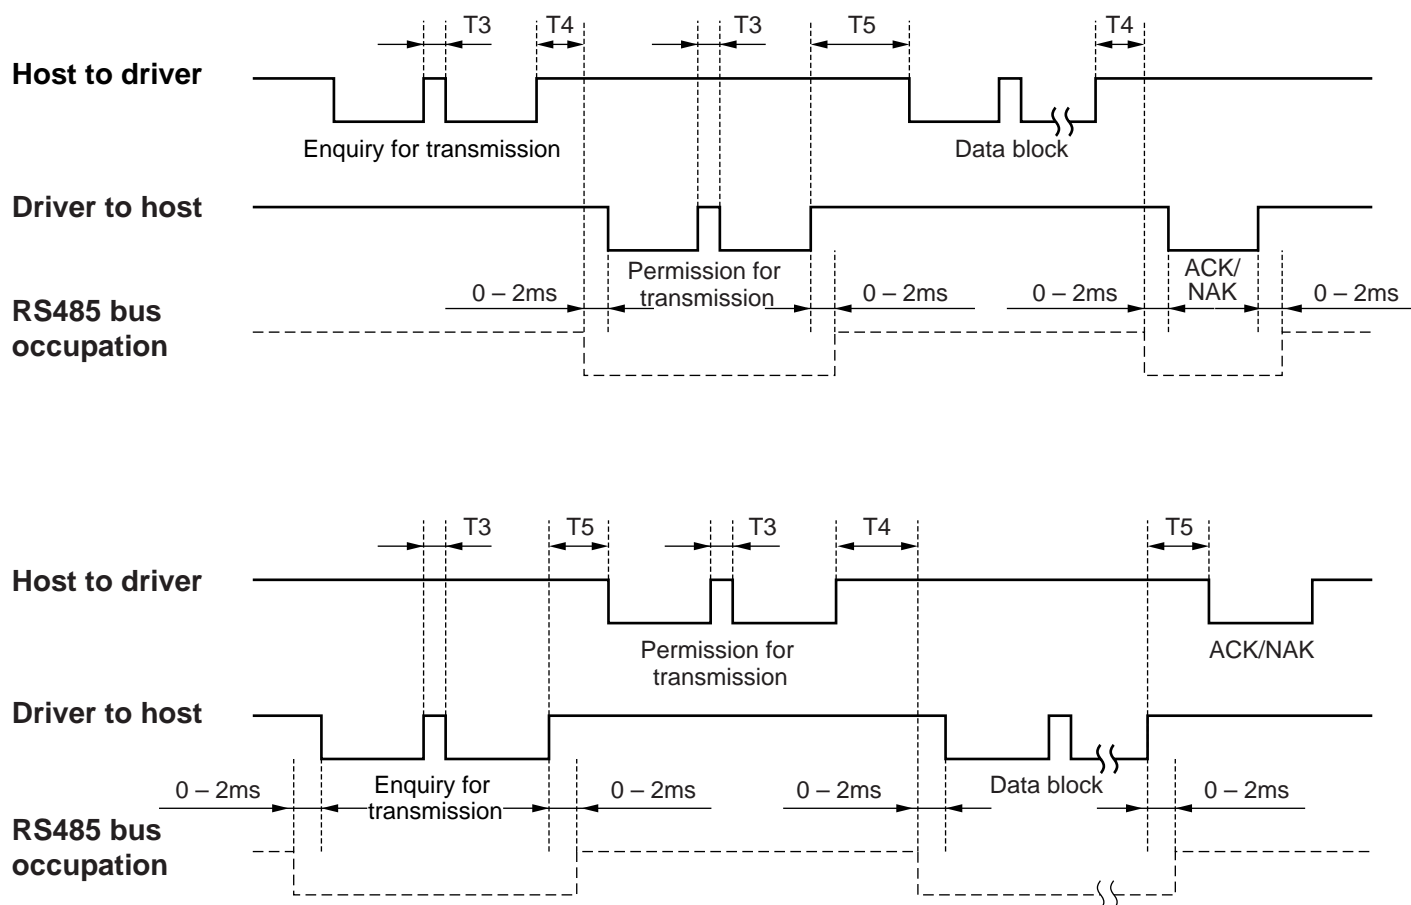 T3 T4 T3 T5 T4
Host to driver
Enquiry for transmission Data block
Driver to host
Permission for
transmission
ACK/
NAK
0 – 2ms 0 – 2ms 0 – 2ms 0 – 2ms
RS485 bus
occupation
T3 T5 T3 T4 T5
Host to driver
Permission for
transmission
ACK/NAK
Driver to host
Enquiry for
transmission
Data block
0 – 2ms 0 – 2ms 0 – 2ms 0 – 2ms
RS485 bus
occupation